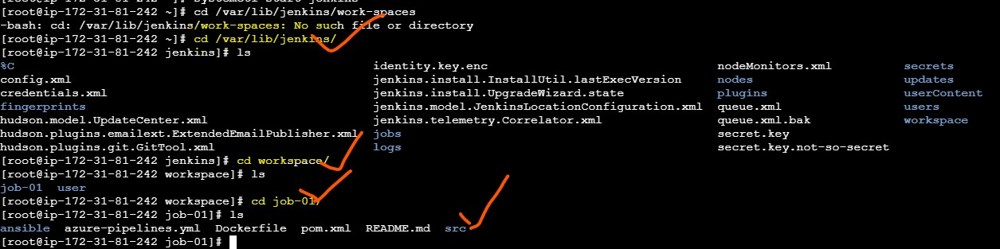 [root@ip-172-31-81-242 ~]# cd /var/lib/jenkins/work-spaces
-bash: cd: /var/lib/jenkins/work-spaces: No such file or directory
[root@ip-172-31-81-242 ~]# cd /var/lib/jenkins/
[root@ip-172-31-81-242 jenkins]# ls
%C identity.key.enc nodeMonitors.xml secrets
config.xml jenkins.install.InstallUtil.lastExecVersion nodes updates
credentials.xml jenkins.install.UpgradeWizard.state plugins userContent
fingerprints jenkins.model.JenkinsLocationConfiguration.xml queue.xml users
hudson.model.UpdateCenter.xml jenkins.telemetry.Correlator.xml queue.xml.bak workspace
hudson.plugins.emailext.ExtendedEmailPublisher.xml jobs secret.key
hudson.plugins.git.GitTool.xml logs secret.key.not-so-secret
[root@ip-172-31-81-242 jenkins]# cd workspace/
[root@ip-172-31-81-242 workspace]# ls
job-01 user
[root@ip-172-31-81-242 workspace]# cd job-01/
[root@ip-172-31-81-242 job-01]# ls
ansible azure-pipelines.yml Dockerfile pom.xml README.md src
[root@ip-172-31-81-242 job-01]#